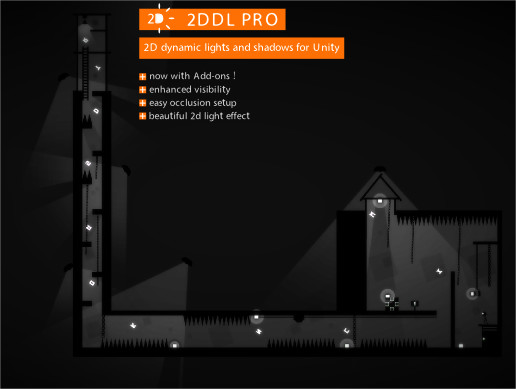 2D 2DDL PRO
2D dynamic lights and shadows for Unity
now with Add-ons !
enhanced visibility
easy occlusion setup
beautiful 2d light effect